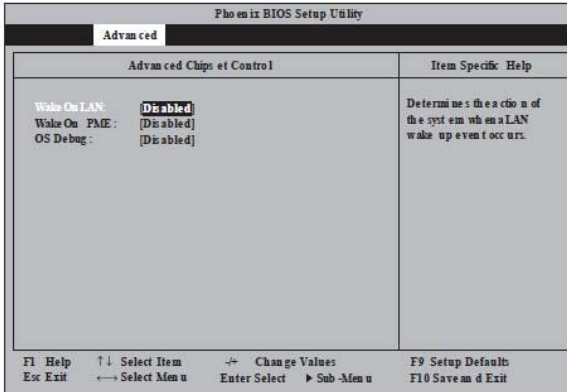 Phoenix BIOS Setup Utility
Advanced
Advanced Chipset Control
Item Specific Help
Wake On LAN: [Disabled]
Wake On PME: [Disabled]
OS Debug: [Disabled]
Determines the action of
the system when a LAN
wake up event occurs.
F1 Help ↑↓ Select Item -/+ Change Values F9 Setup Defaults
Esc Exit ←→ Select Menu Enter Select ▶ Sub-Menu F10 Save and Exit